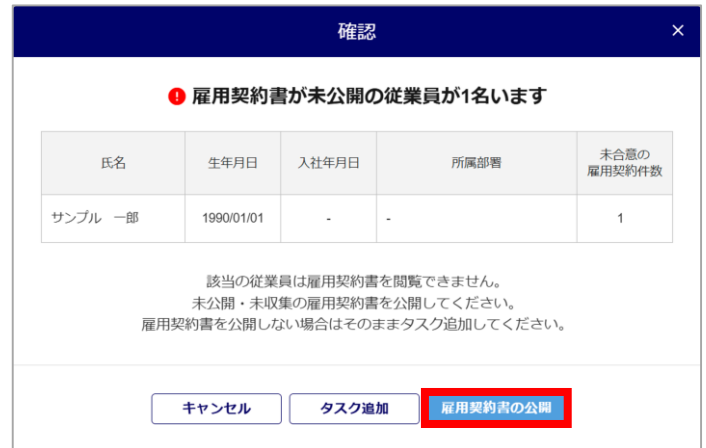 確認
×
雇用契約書が未公開の従業員が1名います
氏名 生年月日 入社年月日 所属部署 未合意の
雇用契約件数
サンプル 一郎 1990/01/01 - - 1
該当の従業員は雇用契約書を閲覧できません。
未公開・未収集の雇用契約書を公開してください。
雇用契約書を公開しない場合はそのままタスク追加してください。
キャンセル タスク追加 雇用契約書の公開